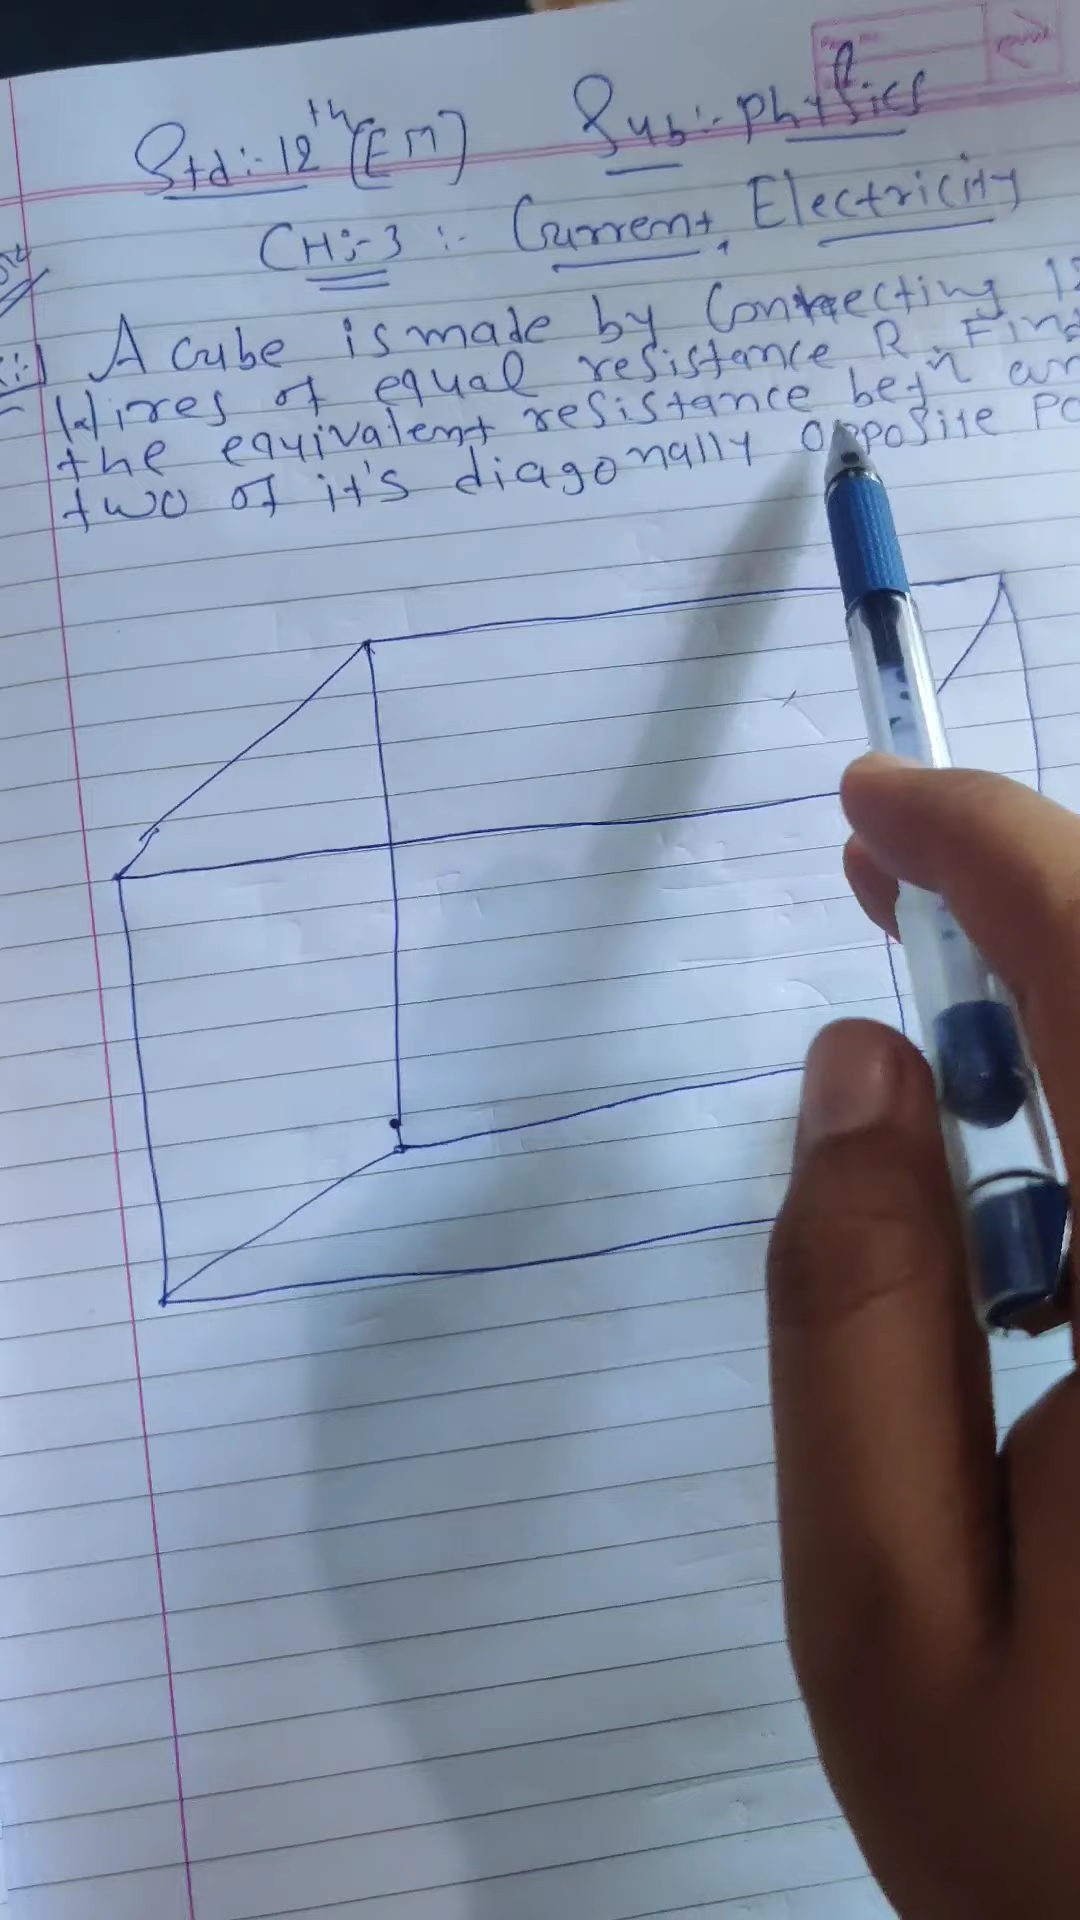 Std:- 12th (EM) Sub:- Physics
CH:-3 :- Current Electricity
A cube is made by Connecting 12
Wires of equal resistance R. Find
the equivalent resistance betn
two of it's diagonally opposite